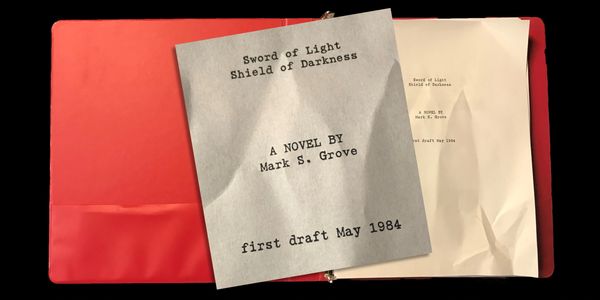 Sword of Light
Shield of Darkness
A NOVEL BY
Mark S. Grove
first draft May 1984
Sword of Light
Shield of Darkness
A NOVEL BY
Mark S. Grove
first draft May 1984